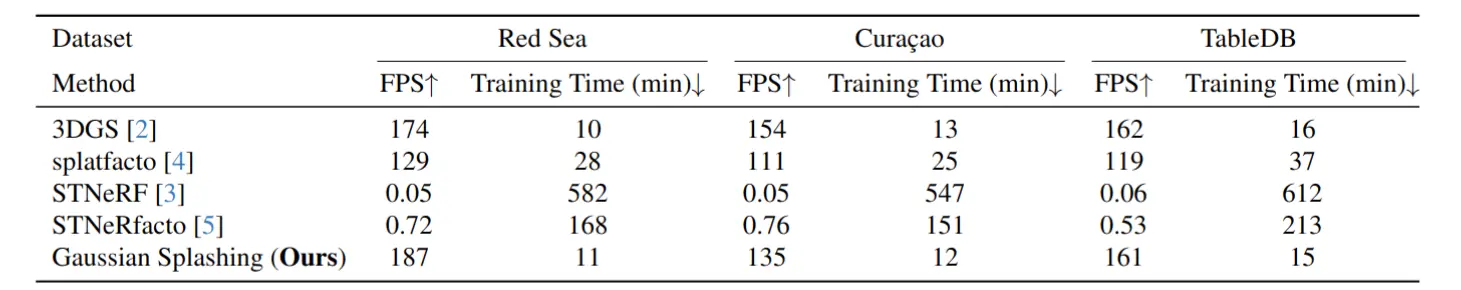 Dataset Red Sea Curaçao TableDB
Method FPS↑ Training Time (min)↓ FPS↑ Training Time (min)↓ FPS↑ Training Time (min)↓
3DGS [2] 174 10 154 13 162 16
splatfacto [4] 129 28 111 25 119 37
STNeRF [3] 0.05 582 0.05 547 0.06 612
STNeRfacto [5] 0.72 168 0.76 151 0.53 213
Gaussian Splashing (Ours) 187 11 135 12 161 15